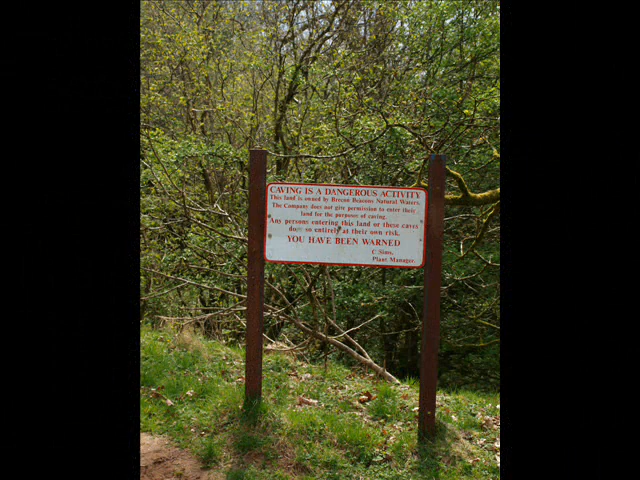 CAVING IS A DANGEROUS ACTIVITY
This land is owned by Brecon Beacons Natural Waters.
The Company does not give permission to enter their
land for the purposes of caving.
Any persons entering this land or these caves
do so entirely at their own risk.
YOU HAVE BEEN WARNED
C Sims,
Plant Manager.